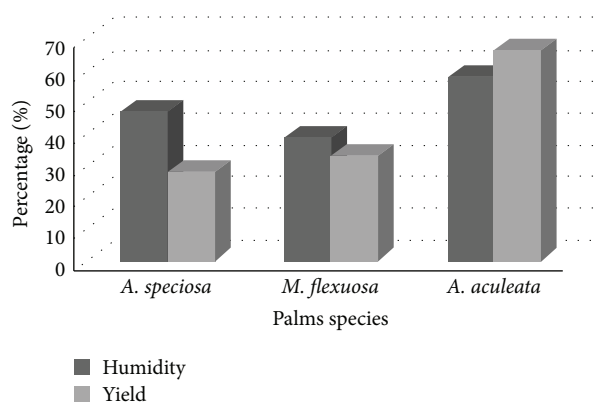 70
60
50
40
30
20
10
0
Percentage (%)
A. speciosa M. flexuosa A. aculeata
Palms species
Humidity
Yield